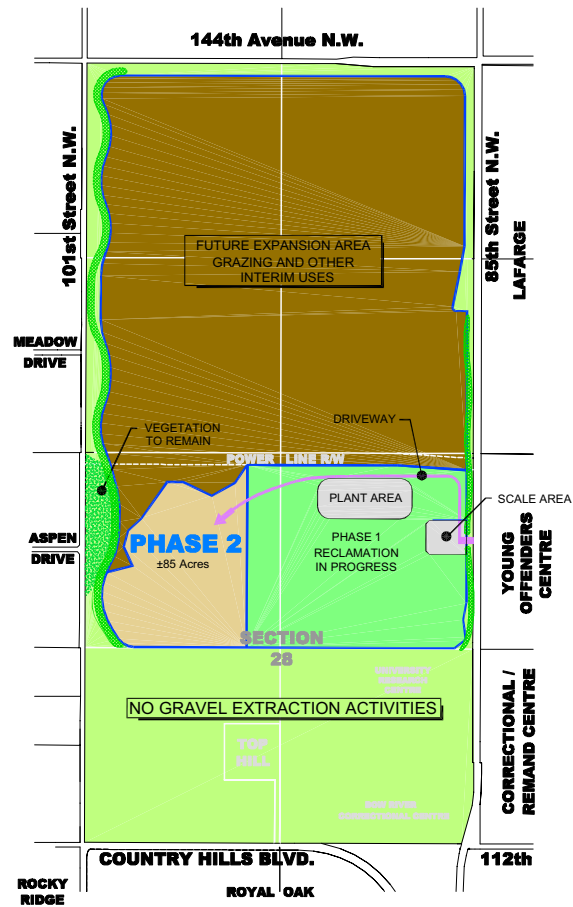 144th Avenue N.W.
101st Street N.W.
85th Street N.W.
LAFARGE
FUTURE EXPANSION AREA
GRAZING AND OTHER
INTERIM USES
MEADOW
DRIVE
VEGETATION
TO REMAIN
DRIVEWAY
POWER LINE R/W
PLANT AREA
SCALE AREA
ASPEN
DRIVE
PHASE 2
±85 Acres
PHASE 1
RECLAMATION
IN PROGRESS
YOUNG
OFFENDERS
CENTRE
SECTION
28
NO GRAVEL EXTRACTION ACTIVITIES
TOP
HILL
CORRECTIONAL /
REMAND CENTRE
COUNTRY HILLS BLVD.
112th
ROCKY
RIDGE
ROYAL OAK